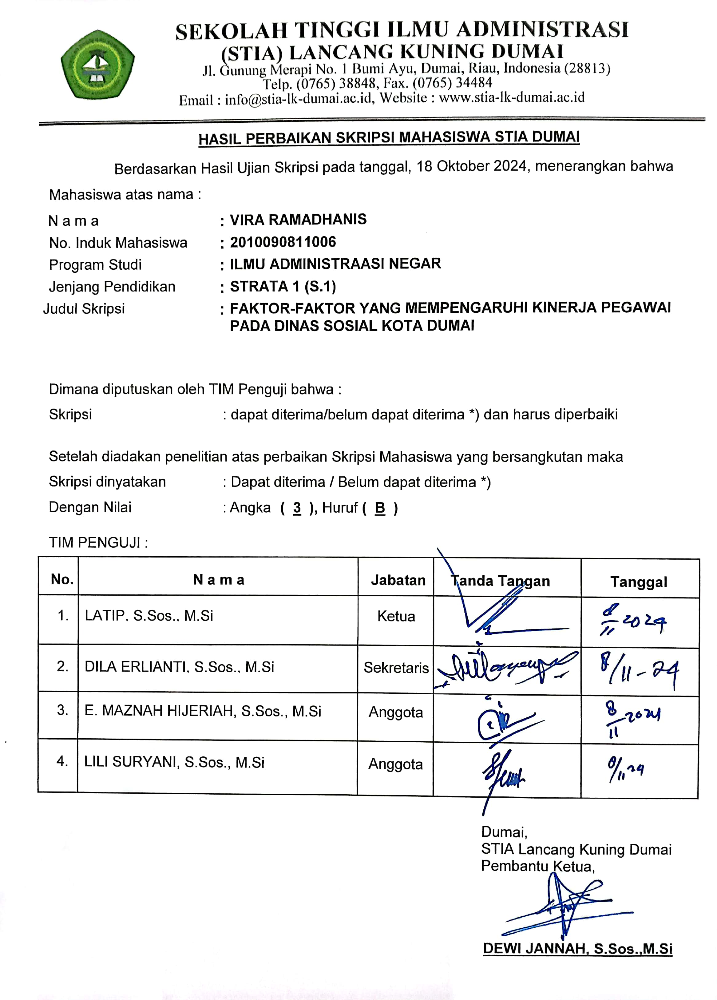 SEKOLAH TINGGI ILMU ADMINISTRASI
(STIA) LANCANG KUNING DUMAI
Jl. Gunung Merapi No. 1 Bumi Ayu, Dumai, Riau, Indonesia (28813)
Telp. (0765) 38848, Fax. (0765) 34484
Email : info@stia-lk-dumai.ac.id, Website : www.stia-lk-dumai.ac.id
HASIL PERBAIKAN SKRIPSI MAHASISWA STIA DUMAI
Berdasarkan Hasil Ujian Skripsi pada tanggal, 18 Oktober 2024, menerangkan bahwa
Mahasiswa atas nama :
N a m a : VIRA RAMADHANIS
No. Induk Mahasiswa : 2010090811006
Program Studi : ILMU ADMINISTRAASI NEGAR
Jenjang Pendidikan : STRATA 1 (S.1)
Judul Skripsi : FAKTOR-FAKTOR YANG MEMPENGARUHI KINERJA PEGAWAI
PADA DINAS SOSIAL KOTA DUMAI
Dimana diputuskan oleh TIM Penguji bahwa :
Skripsi : dapat diterima/belum dapat diterima *) dan harus diperbaiki
Setelah diadakan penelitian atas perbaikan Skripsi Mahasiswa yang bersangkutan maka
Skripsi dinyatakan : Dapat diterima / Belum dapat diterima *)
Dengan Nilai : Angka ( 3 ), Huruf ( B )
TIM PENGUJI :
No. N a m a Jabatan Tanda Tangan Tanggal
1. LATIP, S.Sos., M.Si Ketua 8/11 2024
2. DILA ERLIANTI, S.Sos., M.Si Sekretaris 8/11-24
3. E. MAZNAH HIJERIAH, S.Sos., M.Si Anggota 8/11 2024
4. LILI SURYANI, S.Sos., M.Si Anggota 8/11 24
Dumai,
STIA Lancang Kuning Dumai
Pembantu Ketua,
DEWI JANNAH, S.Sos.,M.Si